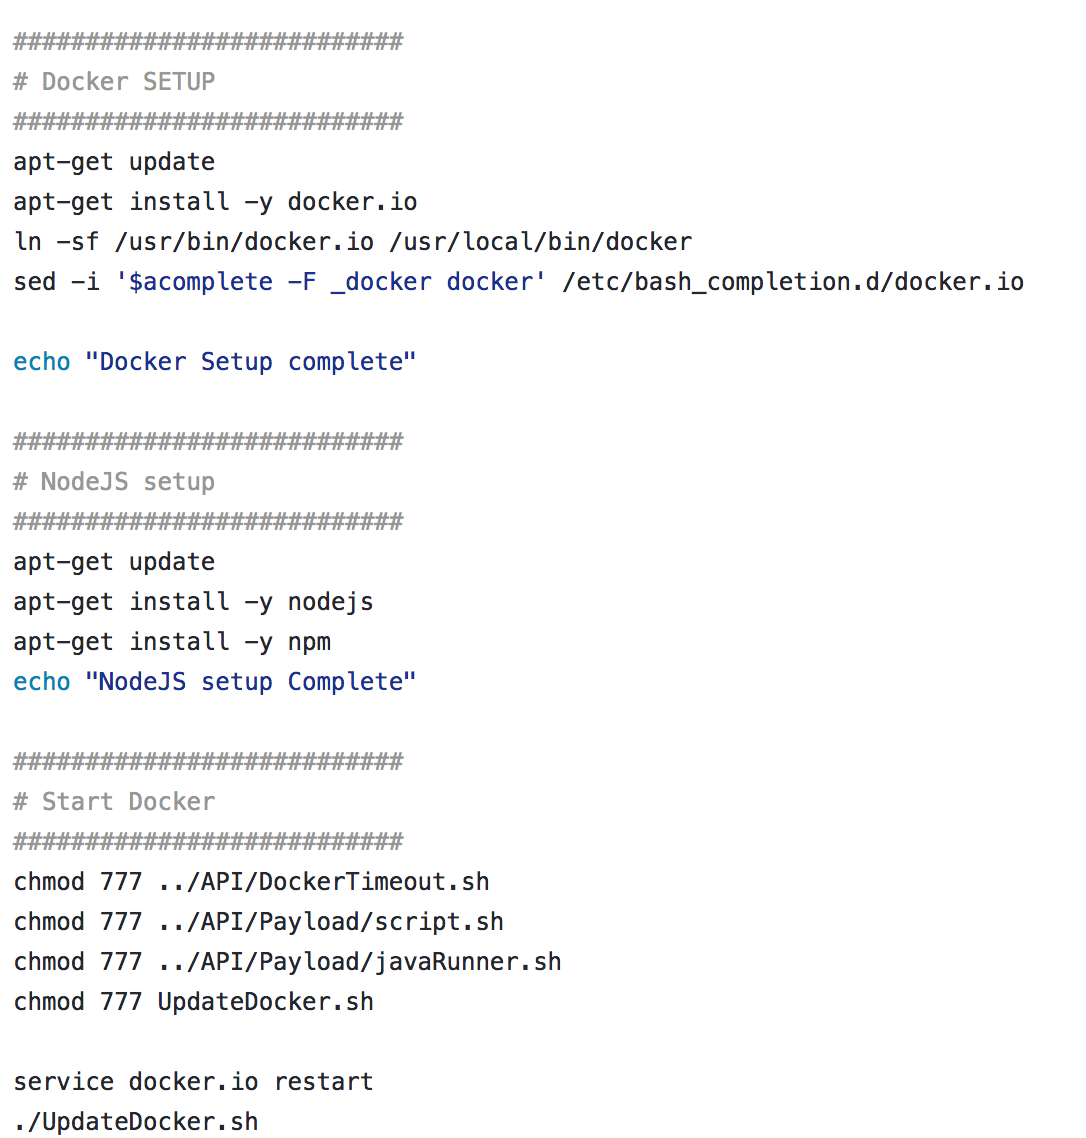 ###########################
# Docker SETUP
###########################
apt-get update
apt-get install -y docker.io
ln -sf /usr/bin/docker.io /usr/local/bin/docker
sed -i '$acomplete -F _docker docker' /etc/bash_completion.d/docker.io
echo "Docker Setup complete"
###########################
# NodeJS setup
###########################
apt-get update
apt-get install -y nodejs
apt-get install -y npm
echo "NodeJS setup Complete"
###########################
# Start Docker
###########################
chmod 777 ../API/DockerTimeout.sh
chmod 777 ../API/Payload/script.sh
chmod 777 ../API/Payload/javaRunner.sh
chmod 777 UpdateDocker.sh
service docker.io restart
./UpdateDocker.sh